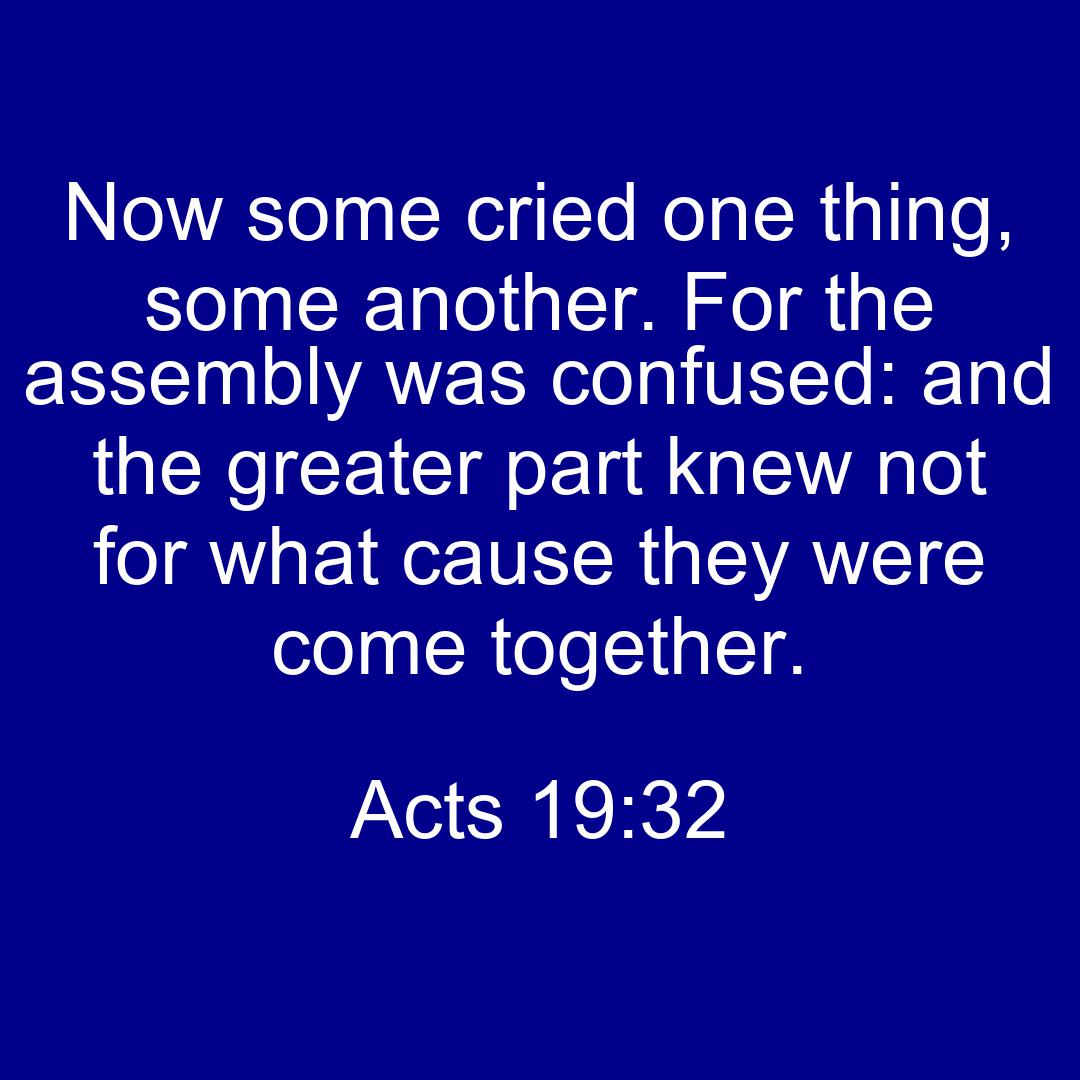 Now some cried one thing,
some another. For the
assembly was confused: and
the greater part knew not
for what cause they were
come together.
Acts 19:32